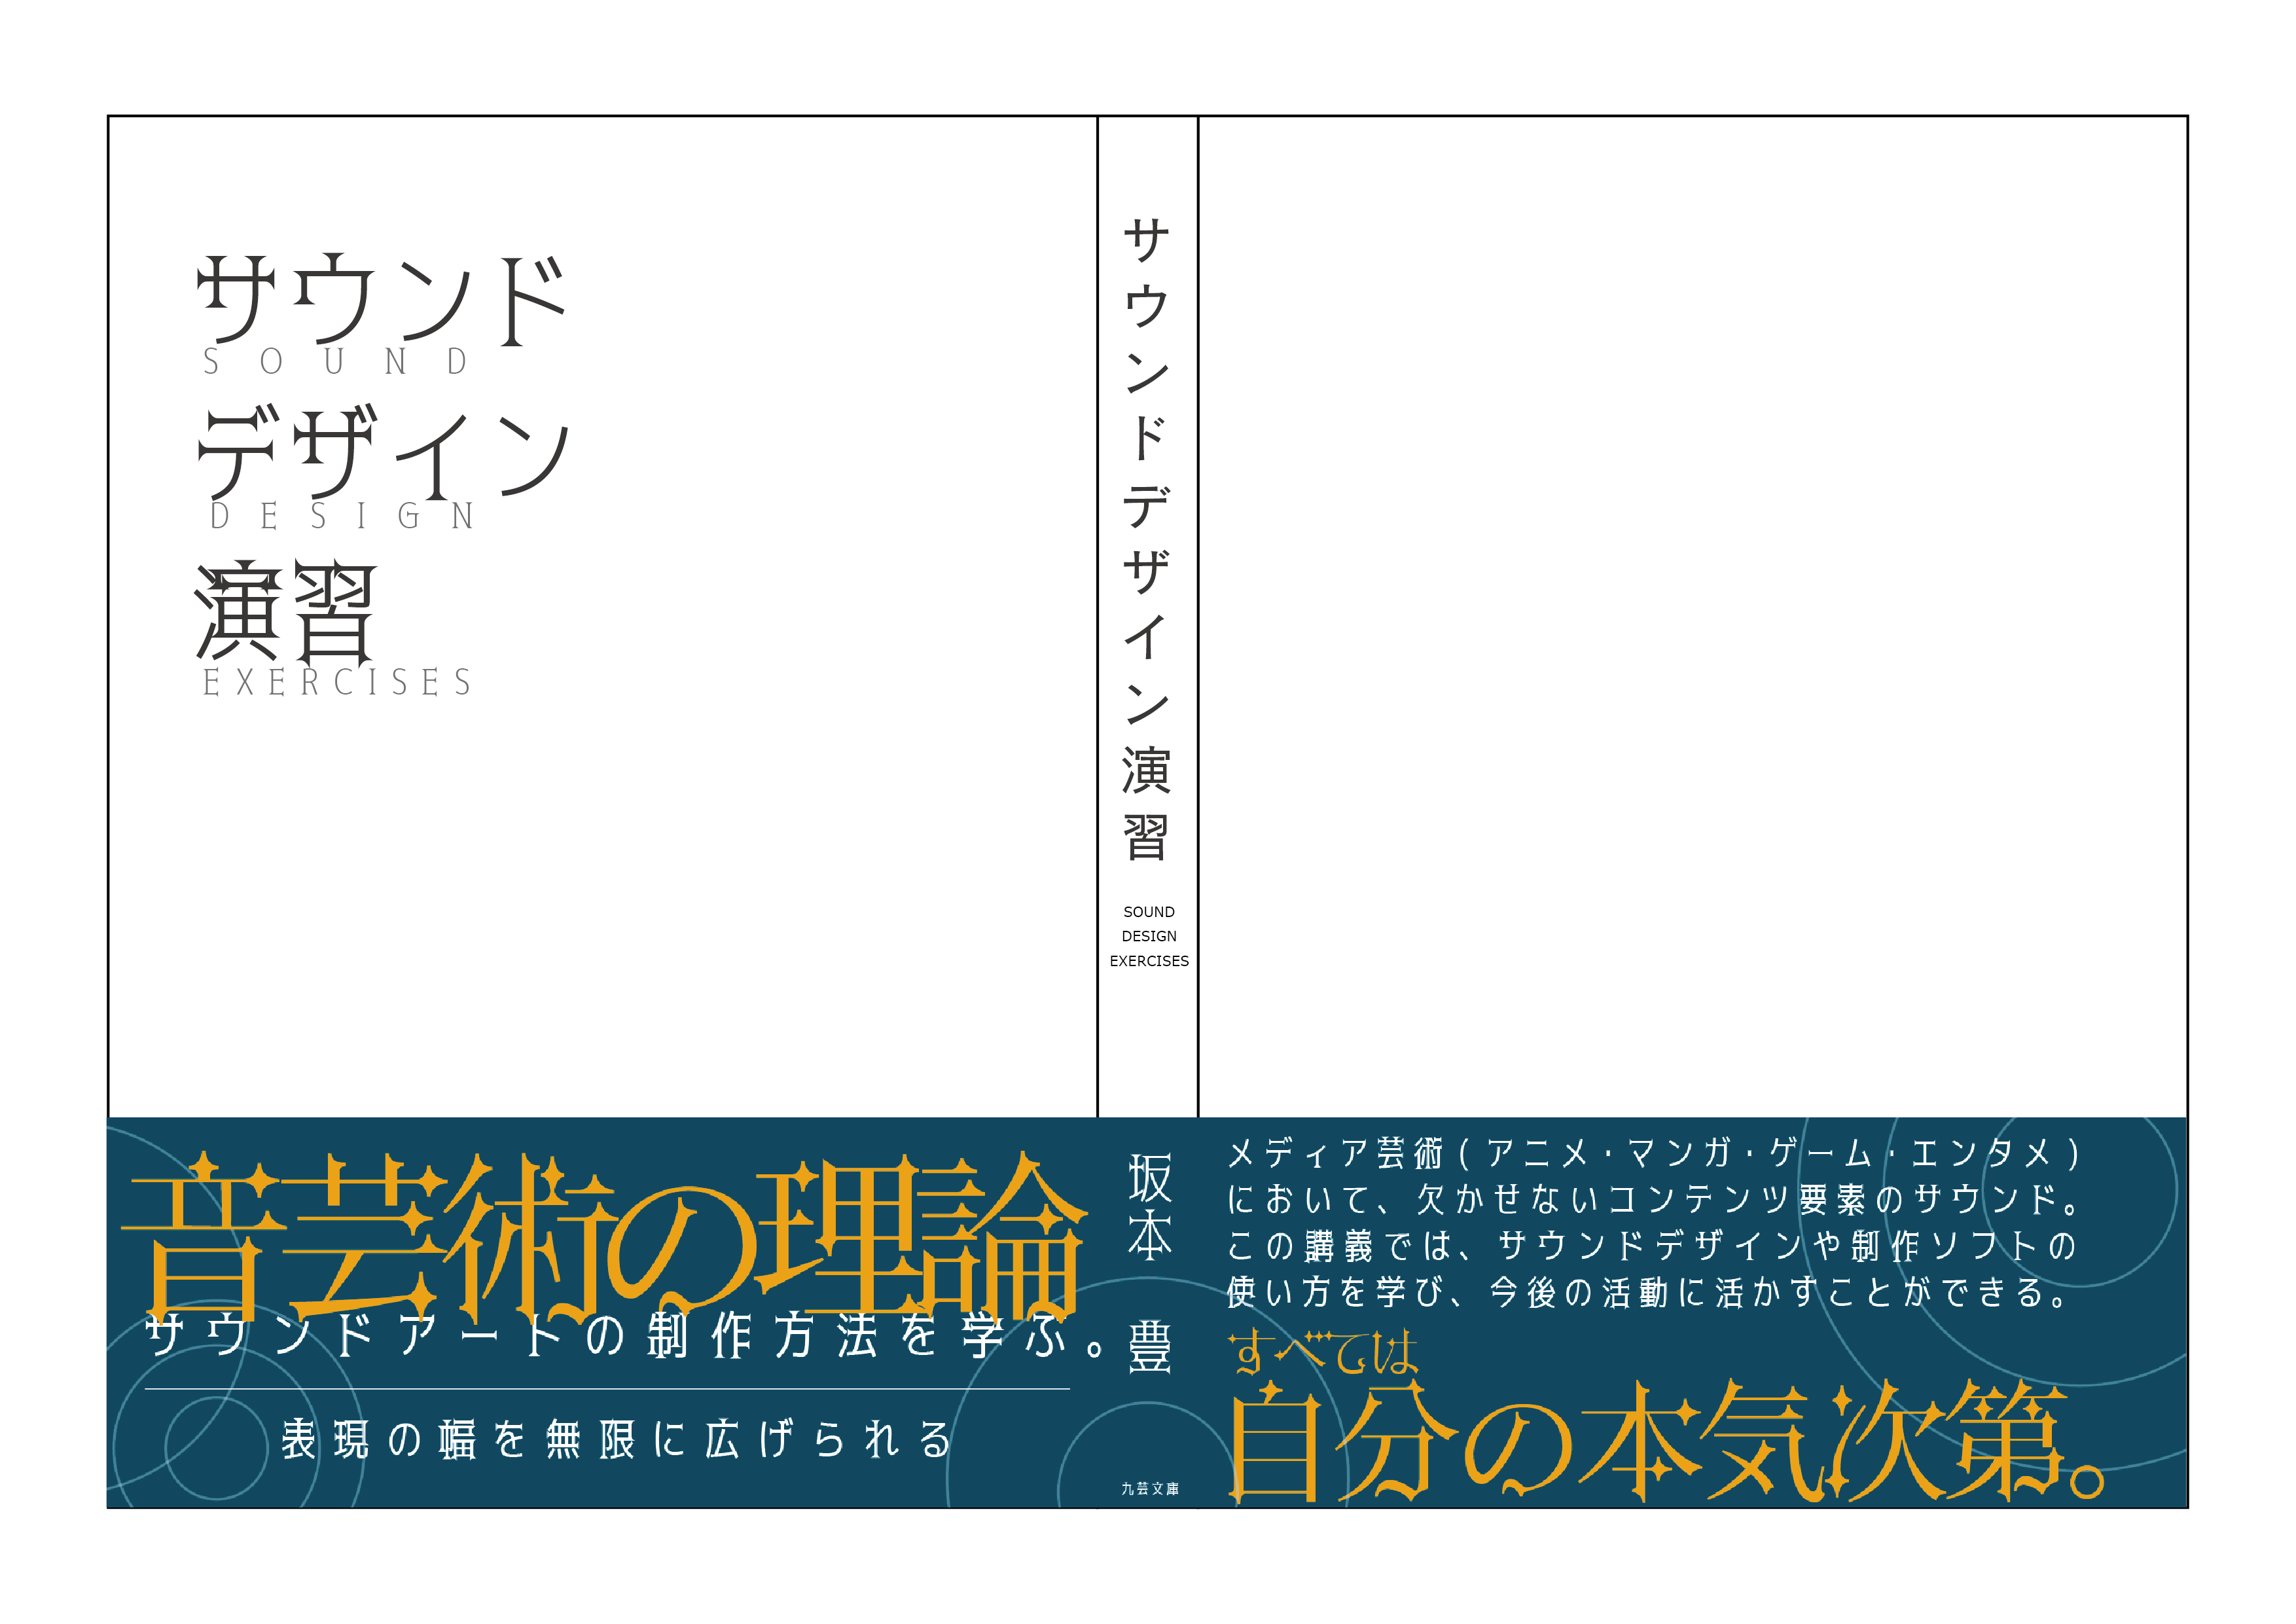 サウンド
SOUND
デザイン
DESIGN
演習
EXERCISES
サウンドデザイン演習
SOUND
DESIGN
EXERCISES
音芸術の理論
サウンドアートの制作方法を学ぶ。
表現の幅を無限に広げられる
坂本 豊
九芸文庫
メディア芸術(アニメ・マンガ・ゲーム・エンタメ)
において、欠かせないコンテンツ要素のサウンド。
この講義では、サウンドデザインや制作ソフトの
使い方を学び、今後の活動に活かすことができる。
すべては
自分の本気次第。